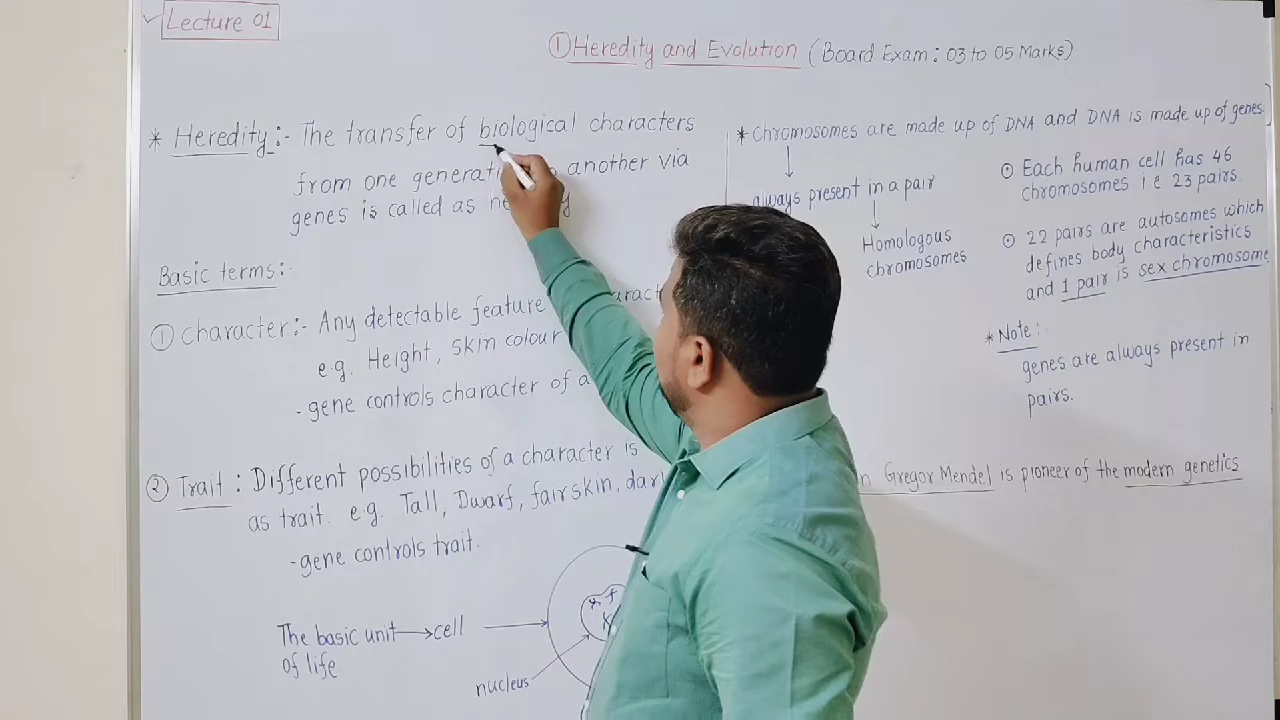 Lecture 01
① Heredity and Evolution (Board Exam: 03 to 05 Marks)
* Heredity :- The transfer of biological characters
from one another via
genes is called as
Basic terms:-
① Character:- Any detectable feature
e.g. Height, skin colour
- gene controls character of a
② Trait : Different possibilities of a character is
as trait. e.g. Tall, Dwarf, fairskin,
- gene controls trait.
The basic unit → cell
of life
nucleus
* Chromosomes are made up of DNA and DNA is made up of genes.
always present in a pair
Homologous
chromosomes
⊙ Each human cell has 46
chromosomes i.e 23 pairs.
⊙ 22 pairs are autosomes which
defines body characteristics
and 1 pair is sex chromosome
* Note :-
genes are always present in
pairs.
Gregor Mendel is pioneer of the modern genetics